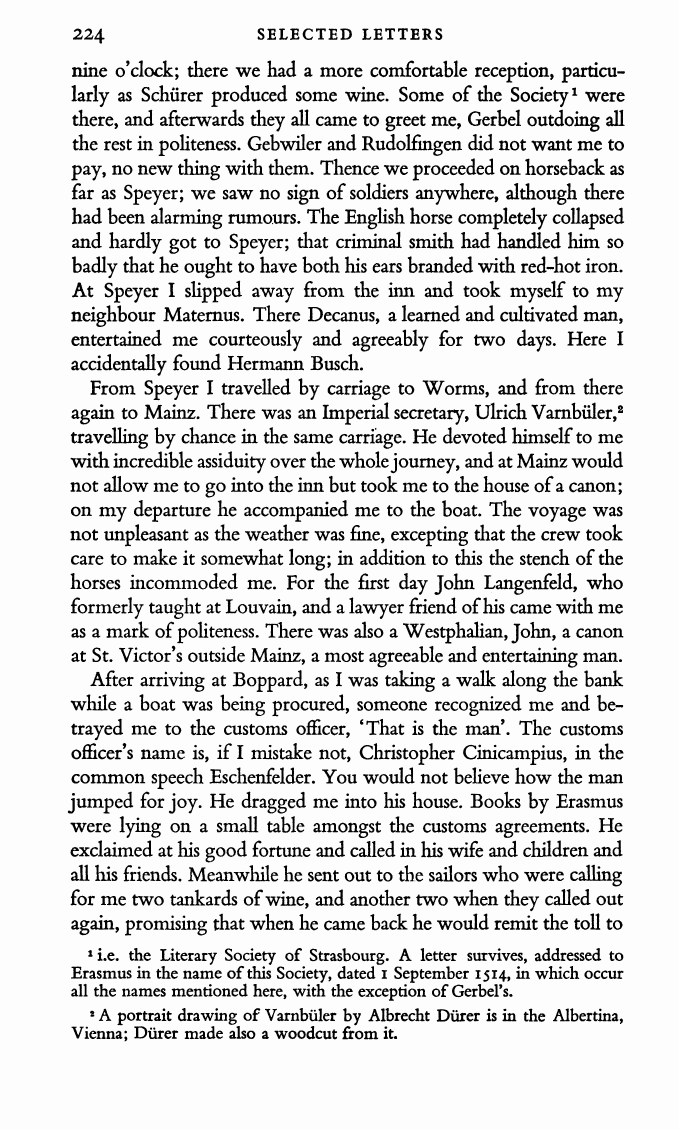 224 SELECTED LETTERS
nine o'clock; there we had a more comfortable reception, particu-
larly as Schürer produced some wine. Some of the Society¹ were
there, and afterwards they all came to greet me, Gerbel outdoing all
the rest in politeness. Gebwiler and Rudolfingen did not want me to
pay, no new thing with them. Thence we proceeded on horseback as
far as Speyer; we saw no sign of soldiers anywhere, although there
had been alarming rumours. The English horse completely collapsed
and hardly got to Speyer; that criminal smith had handled him so
badly that he ought to have both his ears branded with red-hot iron.
At Speyer I slipped away from the inn and took myself to my
neighbour Maternus. There Decanus, a learned and cultivated man,
entertained me courteously and agreeably for two days. Here I
accidentally found Hermann Busch.
From Speyer I travelled by carriage to Worms, and from there
again to Mainz. There was an Imperial secretary, Ulrich Varnbüler,²
travelling by chance in the same carriage. He devoted himself to me
with incredible assiduity over the whole journey, and at Mainz would
not allow me to go into the inn but took me to the house of a canon;
on my departure he accompanied me to the boat. The voyage was
not unpleasant as the weather was fine, excepting that the crew took
care to make it somewhat long; in addition to this the stench of the
horses incommoded me. For the first day John Langenfeld, who
formerly taught at Louvain, and a lawyer friend of his came with me
as a mark of politeness. There was also a Westphalian, John, a canon
at St. Victor's outside Mainz, a most agreeable and entertaining man.
After arriving at Boppard, as I was taking a walk along the bank
while a boat was being procured, someone recognized me and be-
trayed me to the customs officer, 'That is the man'. The customs
officer's name is, if I mistake not, Christopher Cinicampius, in the
common speech Eschenfelder. You would not believe how the man
jumped for joy. He dragged me into his house. Books by Erasmus
were lying on a small table amongst the customs agreements. He
exclaimed at his good fortune and called in his wife and children and
all his friends. Meanwhile he sent out to the sailors who were calling
for me two tankards of wine, and another two when they called out
again, promising that when he came back he would remit the toll to
¹ i.e. the Literary Society of Strasbourg. A letter survives, addressed to
Erasmus in the name of this Society, dated 1 September 1514, in which occur
all the names mentioned here, with the exception of Gerbel's.
² A portrait drawing of Varnbüler by Albrecht Dürer is in the Albertina,
Vienna; Dürer made also a woodcut from it.